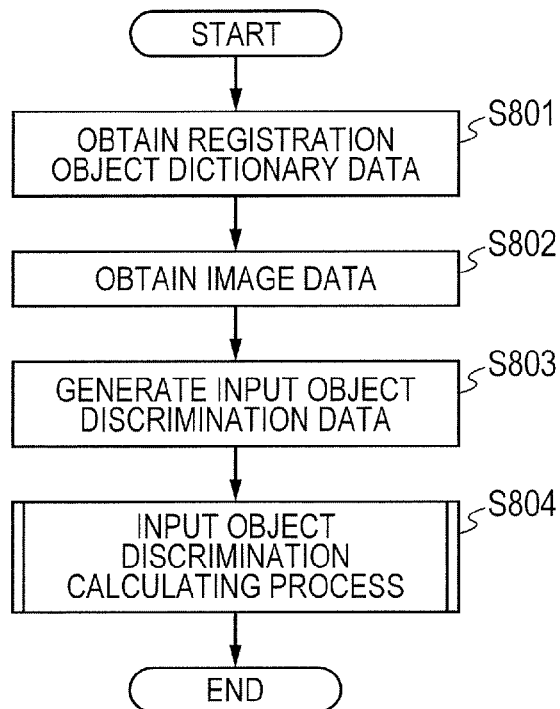 START
S801
OBTAIN REGISTRATION
OBJECT DICTIONARY DATA
S802
OBTAIN IMAGE DATA
S803
GENERATE INPUT OBJECT
DISCRIMINATION DATA
S804
INPUT OBJECT
DISCRIMINATION
CALCULATING PROCESS
END